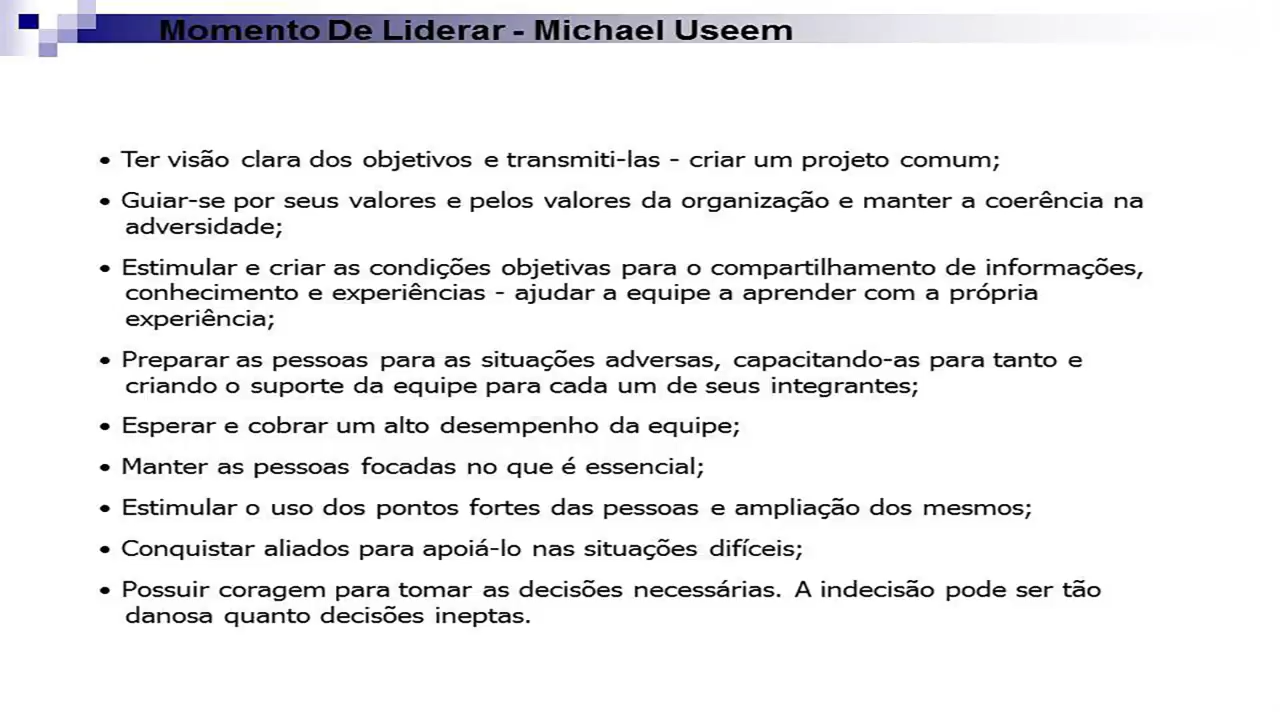 Momento De Liderar - Michael Useem
• Ter visão clara dos objetivos e transmiti-las - criar um projeto comum;
• Guiar-se por seus valores e pelos valores da organização e manter a coerência na
adversidade;
• Estimular e criar as condições objetivas para o compartilhamento de informações,
conhecimento e experiências - ajudar a equipe a aprender com a própria
experiência;
• Preparar as pessoas para as situações adversas, capacitando-as para tanto e
criando o suporte da equipe para cada um de seus integrantes;
• Esperar e cobrar um alto desempenho da equipe;
• Manter as pessoas focadas no que é essencial;
• Estimular o uso dos pontos fortes das pessoas e ampliação dos mesmos;
• Conquistar aliados para apoiá-lo nas situações difíceis;
• Possuir coragem para tomar as decisões necessárias. A indecisão pode ser tão
danosa quanto decisões ineptas.